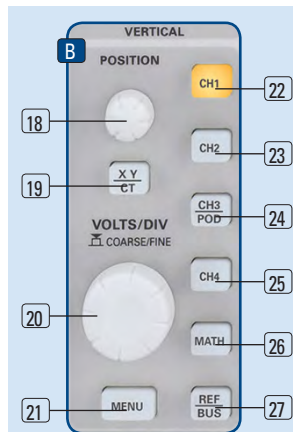 VERTICAL
B
POSITION
CH1
22
18
CH2
23
X Y
CT
19
CH3
POD
24
VOLTS/DIV
COARSE/FINE
CH4
25
20
MATH
26
MENU
21
REF
BUS
27